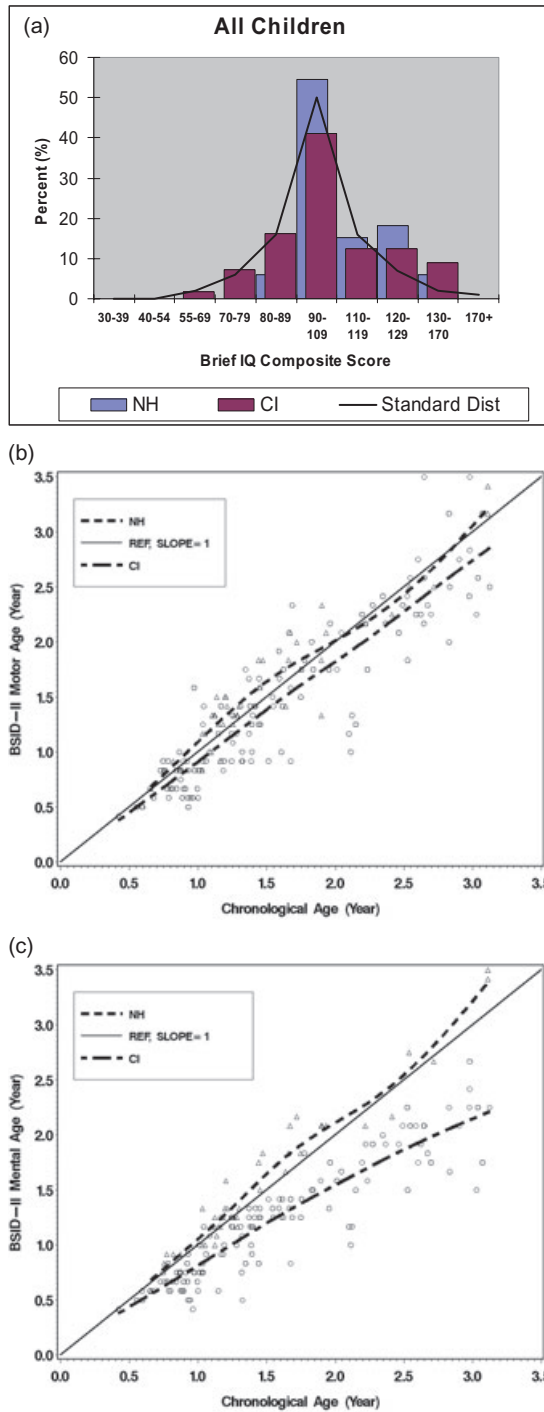 (a)
All Children
60
50
40
30
20
10
0
Percent (%)
30-39 40-54 55-69 70-79 80-89 90-109 110-119 120-129 130-170 170+
Brief IQ Composite Score
NH CI Standard Dist
(b)
3.5
3.0
2.5
2.0
1.5
1.0
0.5
0.0
BSID–II Motor Age (Year)
NH
REF, SLOPE= 1
CI
0.0 0.5 1.0 1.5 2.0 2.5 3.0 3.5
Chronological Age (Year)
(c)
3.5
3.0
2.5
2.0
1.5
1.0
0.5
0.0
BSID–II Mental Age (Year)
NH
REF, SLOPE= 1
CI
0.0 0.5 1.0 1.5 2.0 2.5 3.0 3.5
Chronological Age (Year)